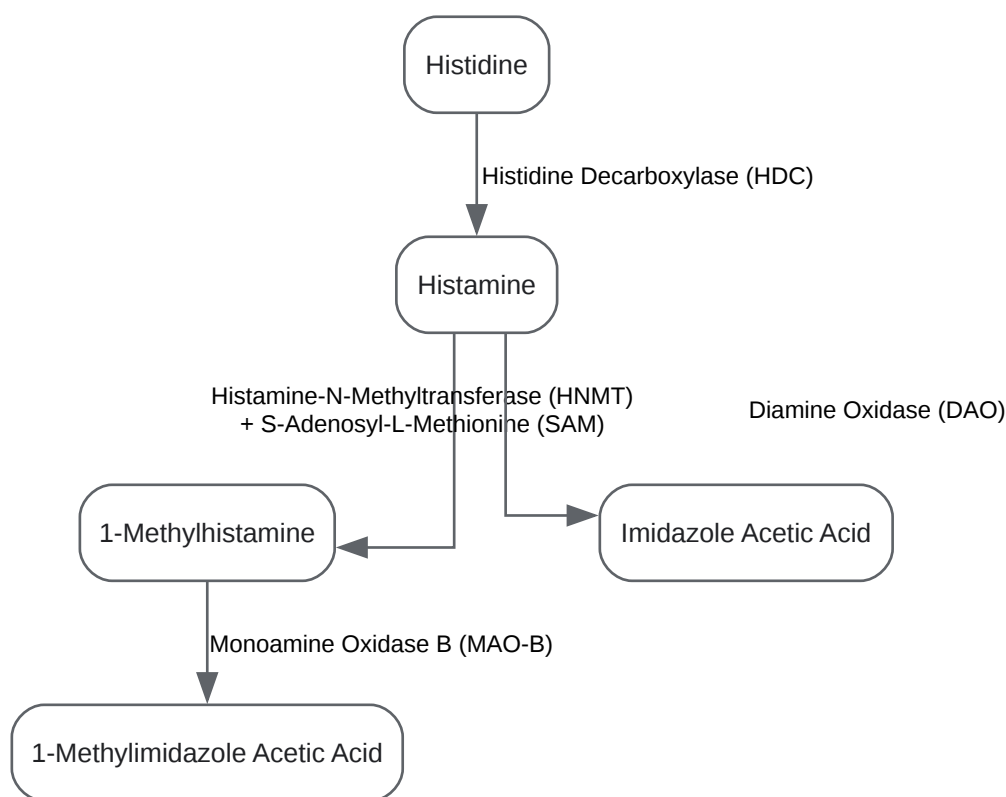 Histidine
Histidine Decarboxylase (HDC)
Histamine
Histamine-N-Methyltransferase (HNMT)
+ S-Adenosyl-L-Methionine (SAM)
Diamine Oxidase (DAO)
1-Methylhistamine
Imidazole Acetic Acid
Monoamine Oxidase B (MAO-B)
1-Methylimidazole Acetic Acid